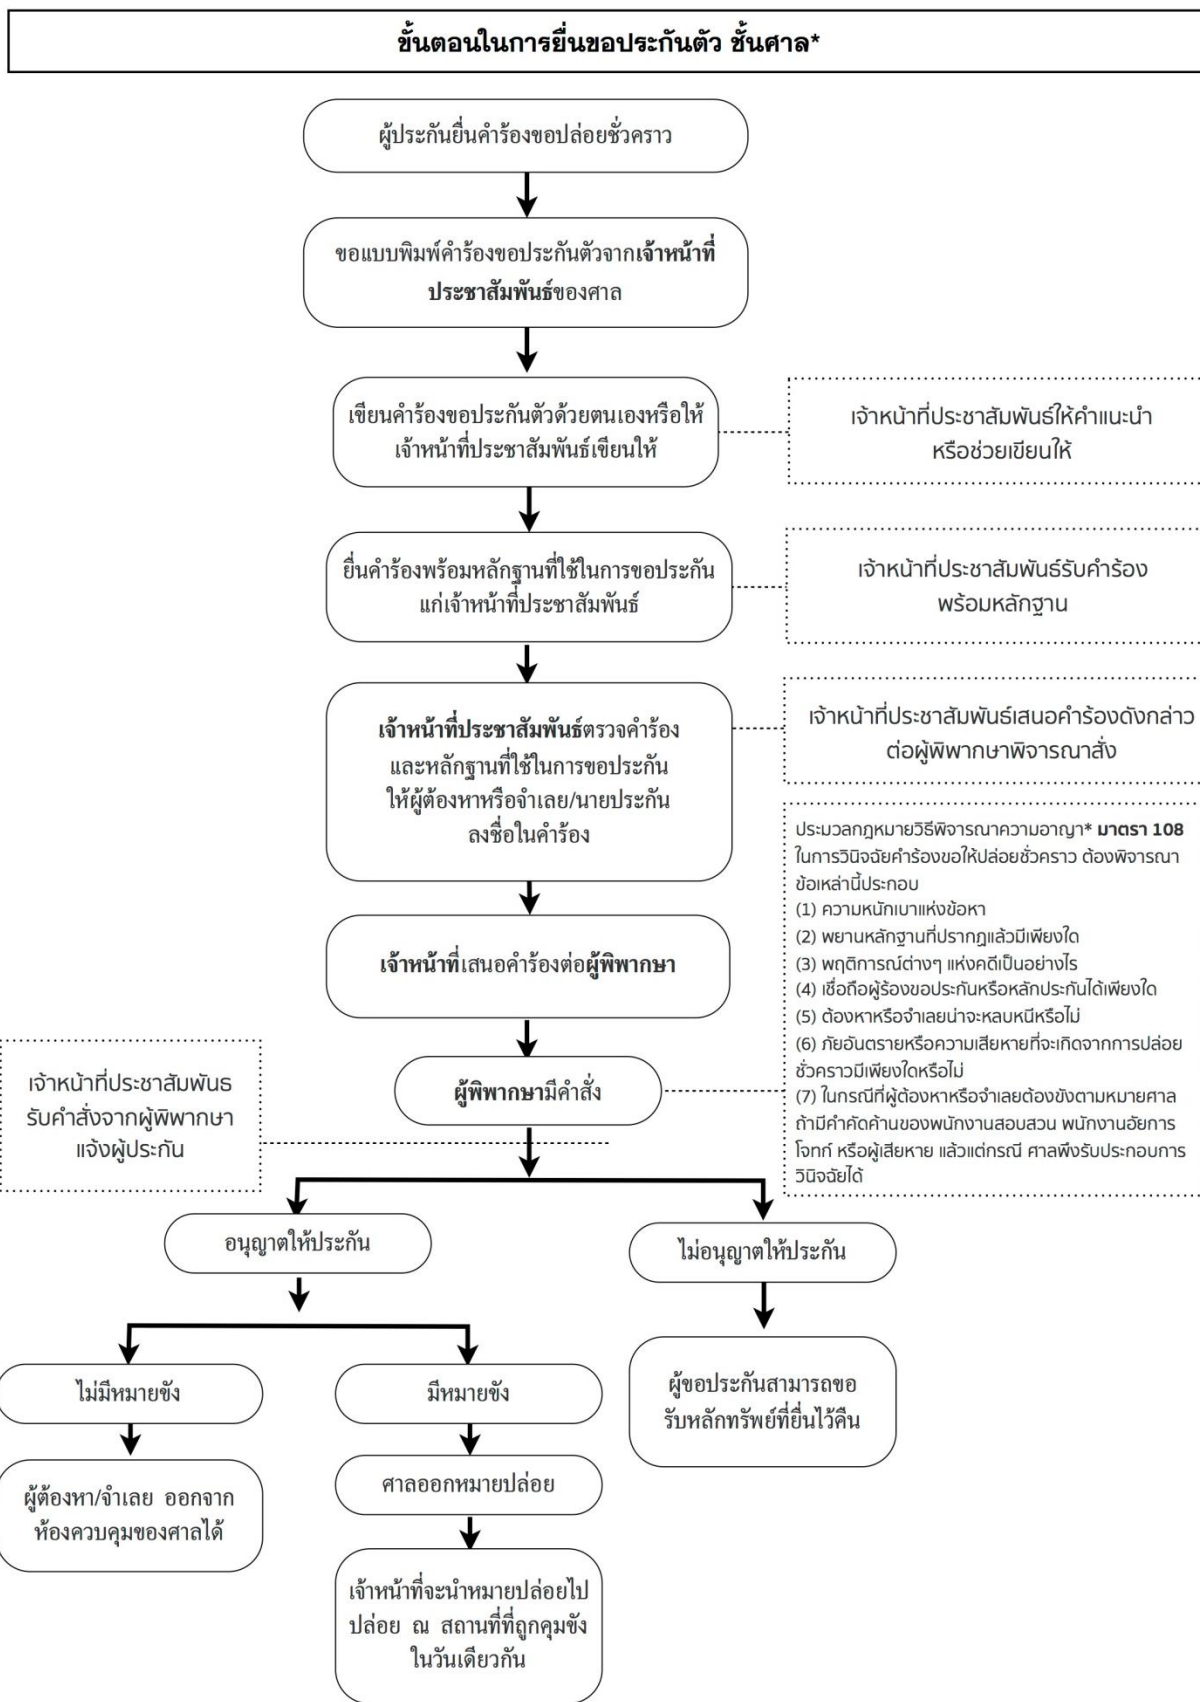 ขั้นตอนในการยื่นขอประกันตัว ชั้นศาล*
ผู้ประกันยื่นคำร้องขอปล่อยชั่วคราว
ขอแบบพิมพ์คำร้องขอประกันตัวจากเจ้าหน้าที่
ประชาสัมพันธ์ของศาล
เขียนคำร้องขอประกันตัวด้วยตนเองหรือให้
เจ้าหน้าที่ประชาสัมพันธ์เขียนให้
เจ้าหน้าที่ประชาสัมพันธ์ให้คำแนะนำ
หรือช่วยเขียนให้
ยื่นคำร้องพร้อมหลักฐานที่ใช้ในการขอประกัน
แก่เจ้าหน้าที่ประชาสัมพันธ์
เจ้าหน้าที่ประชาสัมพันธ์รับคำร้อง
พร้อมหลักฐาน
เจ้าหน้าที่ประชาสัมพันธ์ตรวจคำร้อง
และหลักฐานที่ใช้ในการขอประกัน
ให้ผู้ต้องหาหรือจำเลย/นายประกัน
ลงชื่อในคำร้อง
เจ้าหน้าที่ประชาสัมพันธ์เสนอคำร้องดังกล่าว
ต่อผู้พิพากษาพิจารณาสั่ง
เจ้าหน้าที่เสนอคำร้องต่อผู้พิพากษา
ประมวลกฎหมายวิธีพิจารณาความอาญา* มาตรา 108
ในการวินิจฉัยคำร้องขอให้ปล่อยชั่วคราว ต้องพิจารณา
ข้อเหล่านี้ประกอบ
(1) ความหนักเบาแห่งข้อหา
(2) พยานหลักฐานที่ปรากฏแล้วมีเพียงใด
(3) พฤติการณ์ต่างๆ แห่งคดีเป็นอย่างไร
(4) เชื่อถือผู้ร้องขอประกันหรือหลักประกันได้เพียงใด
(5) ต้องหาหรือจำเลยน่าจะหลบหนีหรือไม่
(6) ภัยอันตรายหรือความเสียหายที่จะเกิดจากการปล่อย
ชั่วคราวมีเพียงใดหรือไม่
(7) ในกรณีที่ผู้ต้องหาหรือจำเลยต้องขังตามหมายศาล
ถ้ามีคำคัดค้านของพนักงานสอบสวน พนักงานอัยการ
โจทก์ หรือผู้เสียหาย แล้วแต่กรณี ศาลพึงรับประกอบการ
วินิจฉัยได้
ผู้พิพากษามีคำสั่ง
เจ้าหน้าที่ประชาสัมพันธ
รับคำสั่งจากผู้พิพากษา
แจ้งผู้ประกัน
อนุญาตให้ประกัน
ไม่อนุญาตให้ประกัน
ไม่มีหมายขัง
มีหมายขัง
ผู้ขอประกันสามารถขอ
รับหลักทรัพย์ที่ยื่นไว้คืน
ผู้ต้องหา/จำเลย ออกจาก
ห้องควบคุมของศาลได้
ศาลออกหมายปล่อย
เจ้าหน้าที่จะนำหมายปล่อยไป
ปล่อย ณ สถานที่ที่ถูกคุมขัง
ในวันเดียวกัน